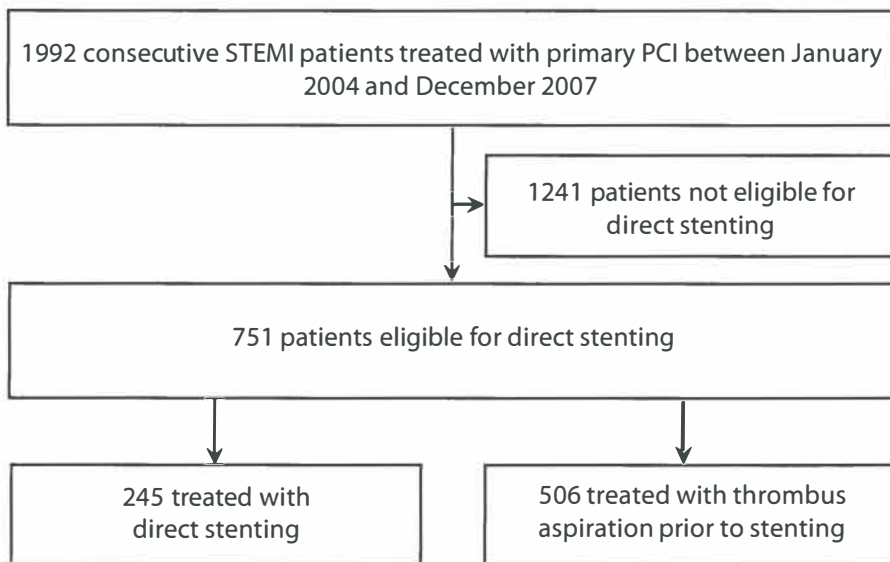 1992 consecutive STEMI patients treated with primary PCI between January
2004 and December 2007
1241 patients not eligible for
direct stenting
751 patients eligible for direct stenting
245 treated with
direct stenting
506 treated with thrombus
aspiration prior to stenting